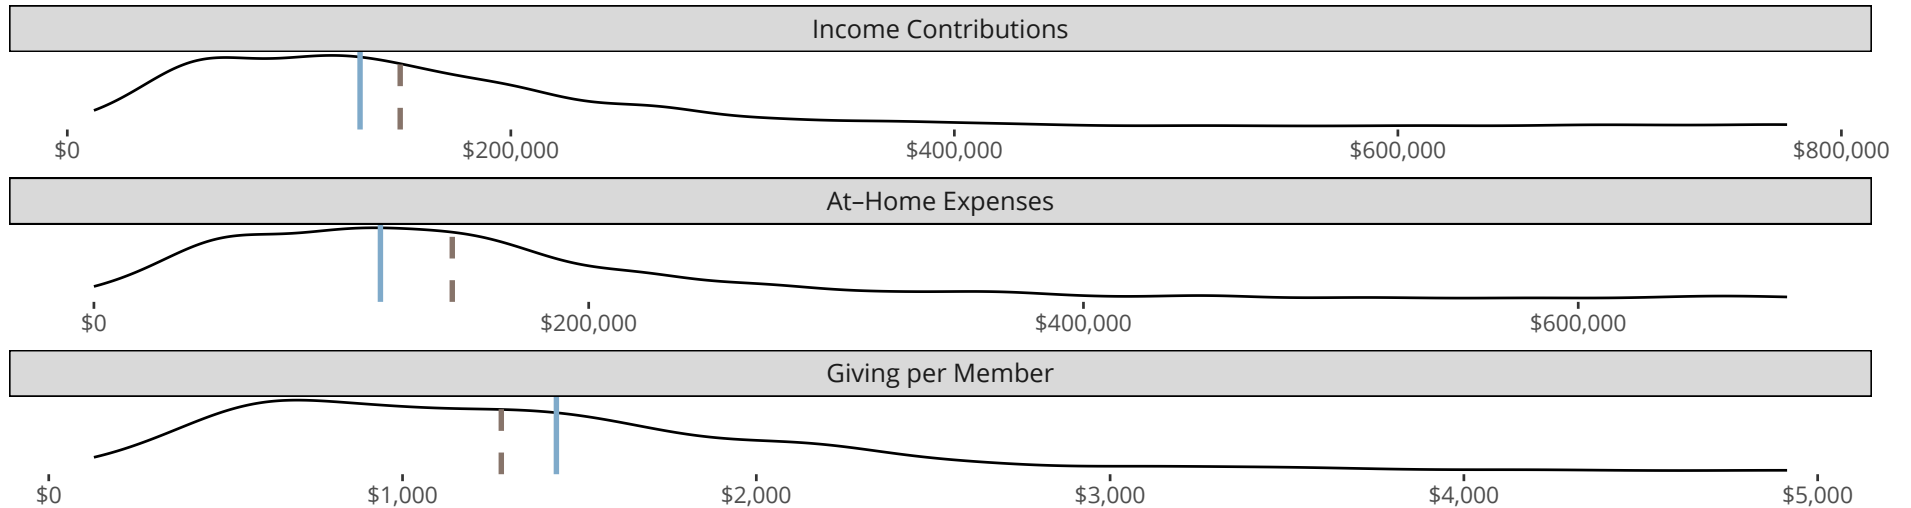 Income Contributions
$0 $200,000 $400,000 $600,000 $800,000
At–Home Expenses
$0 $200,000 $400,000 $600,000
Giving per Member
$0 $1,000 $2,000 $3,000 $4,000 $5,000